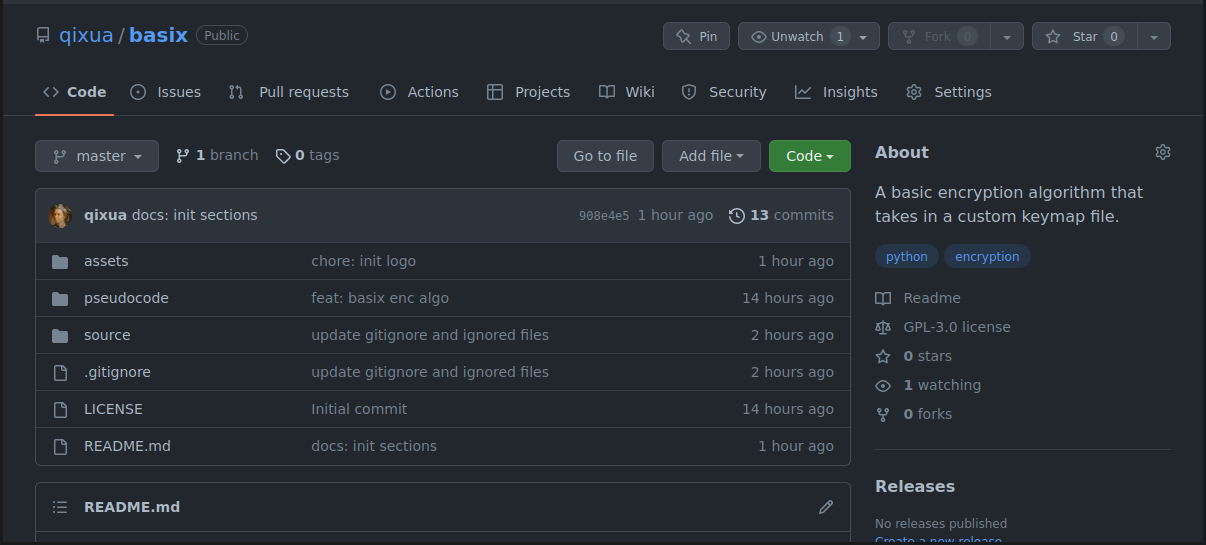 qixua / basix Public
Pin Unwatch 1 Fork 0 Star 0
Code Issues Pull requests Actions Projects Wiki Security Insights Settings
master 1 branch 0 tags Go to file Add file Code
qixua docs: init sections 908e4e5 1 hour ago 13 commits
assets chore: init logo 1 hour ago
pseudocode feat: basix enc algo 14 hours ago
source update gitignore and ignored files 2 hours ago
.gitignore update gitignore and ignored files 2 hours ago
LICENSE Initial commit 14 hours ago
README.md docs: init sections 1 hour ago
README.md
About
A basic encryption algorithm that
takes in a custom keymap file.
python encryption
Readme
GPL-3.0 license
0 stars
1 watching
0 forks
Releases
No releases published
Create a new release